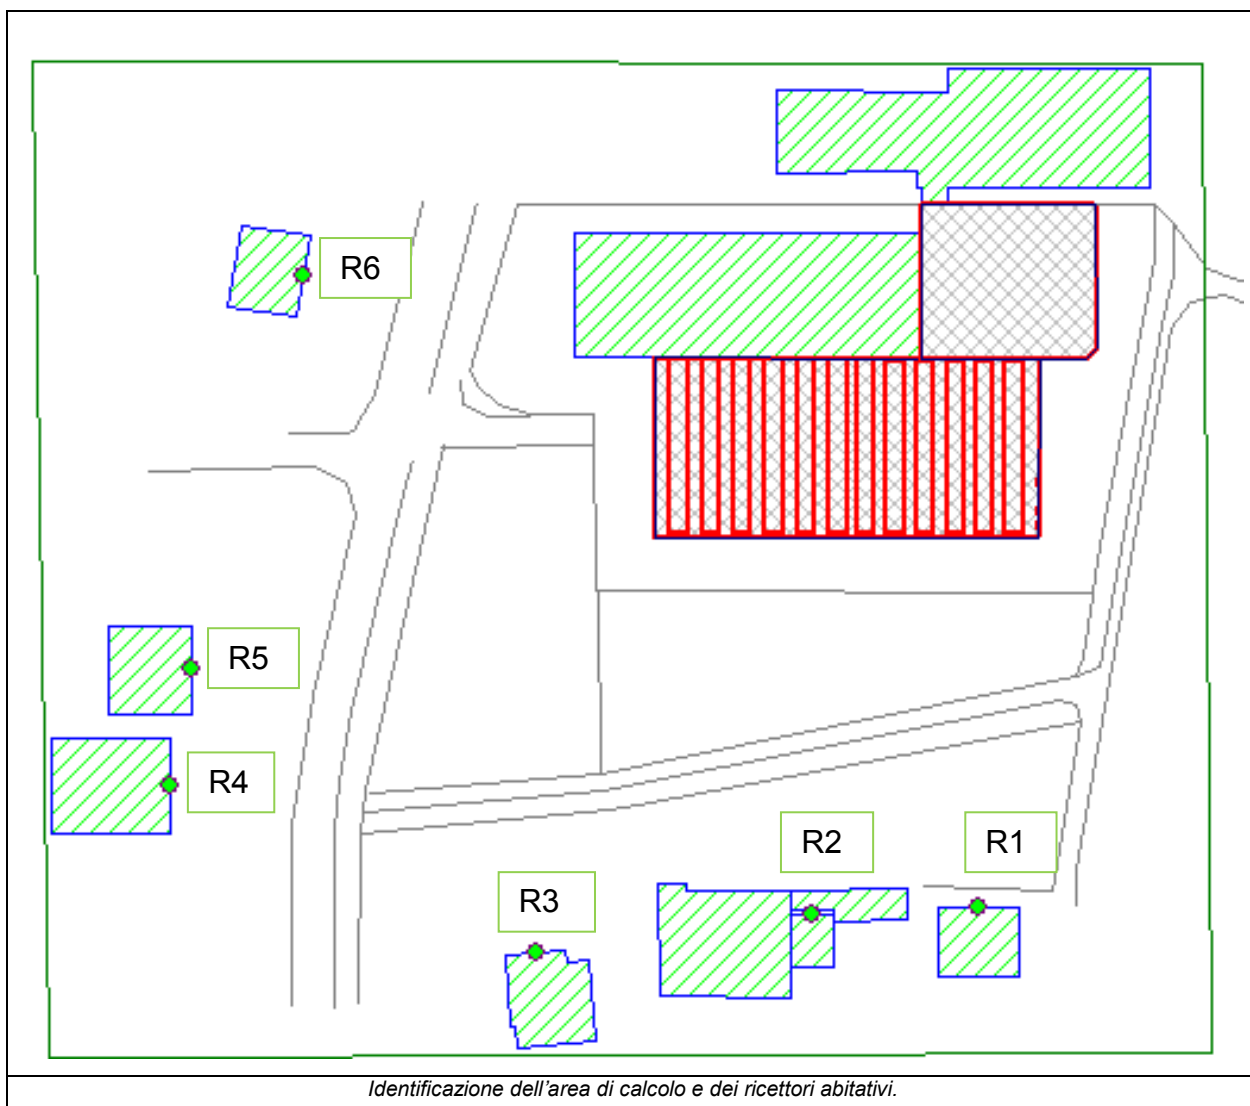 R6
R5
R4
R2
R1
R3
Identificazione dell'area di calcolo e dei ricettori abitativi.